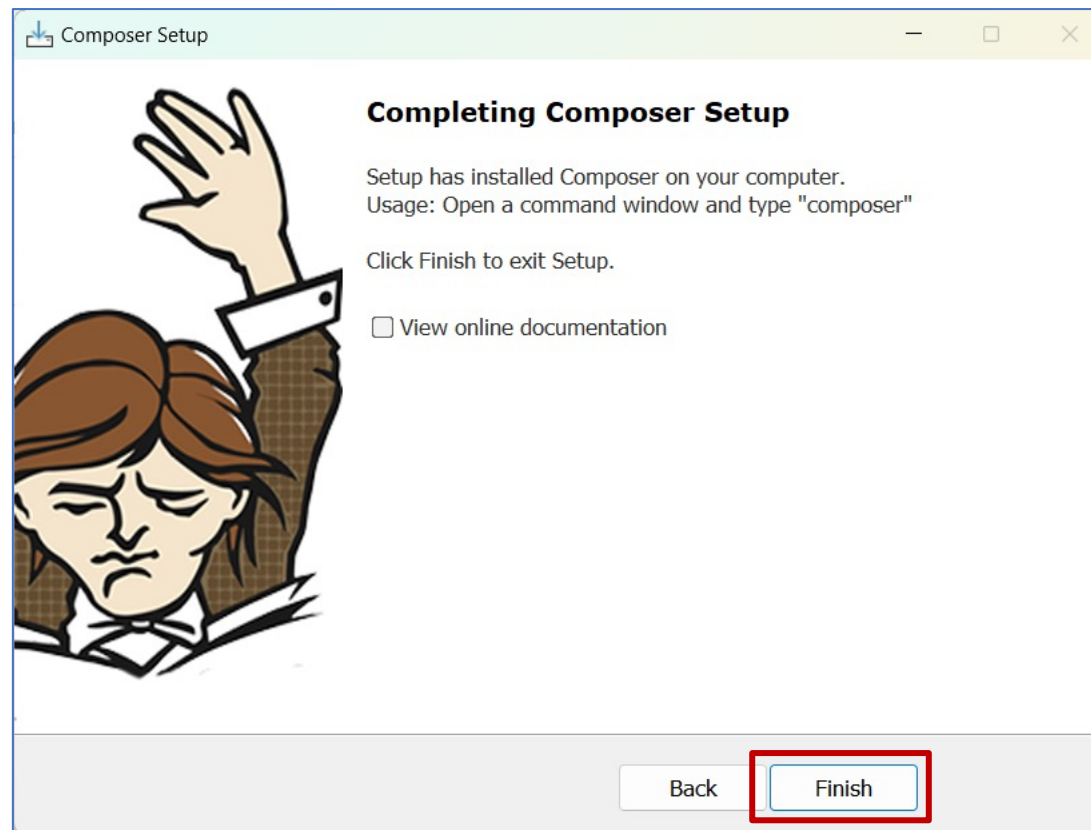 Composer Setup
Completing Composer Setup
Setup has installed Composer on your computer.
Usage: Open a command window and type "composer"
Click Finish to exit Setup.
View online documentation
Back
Finish